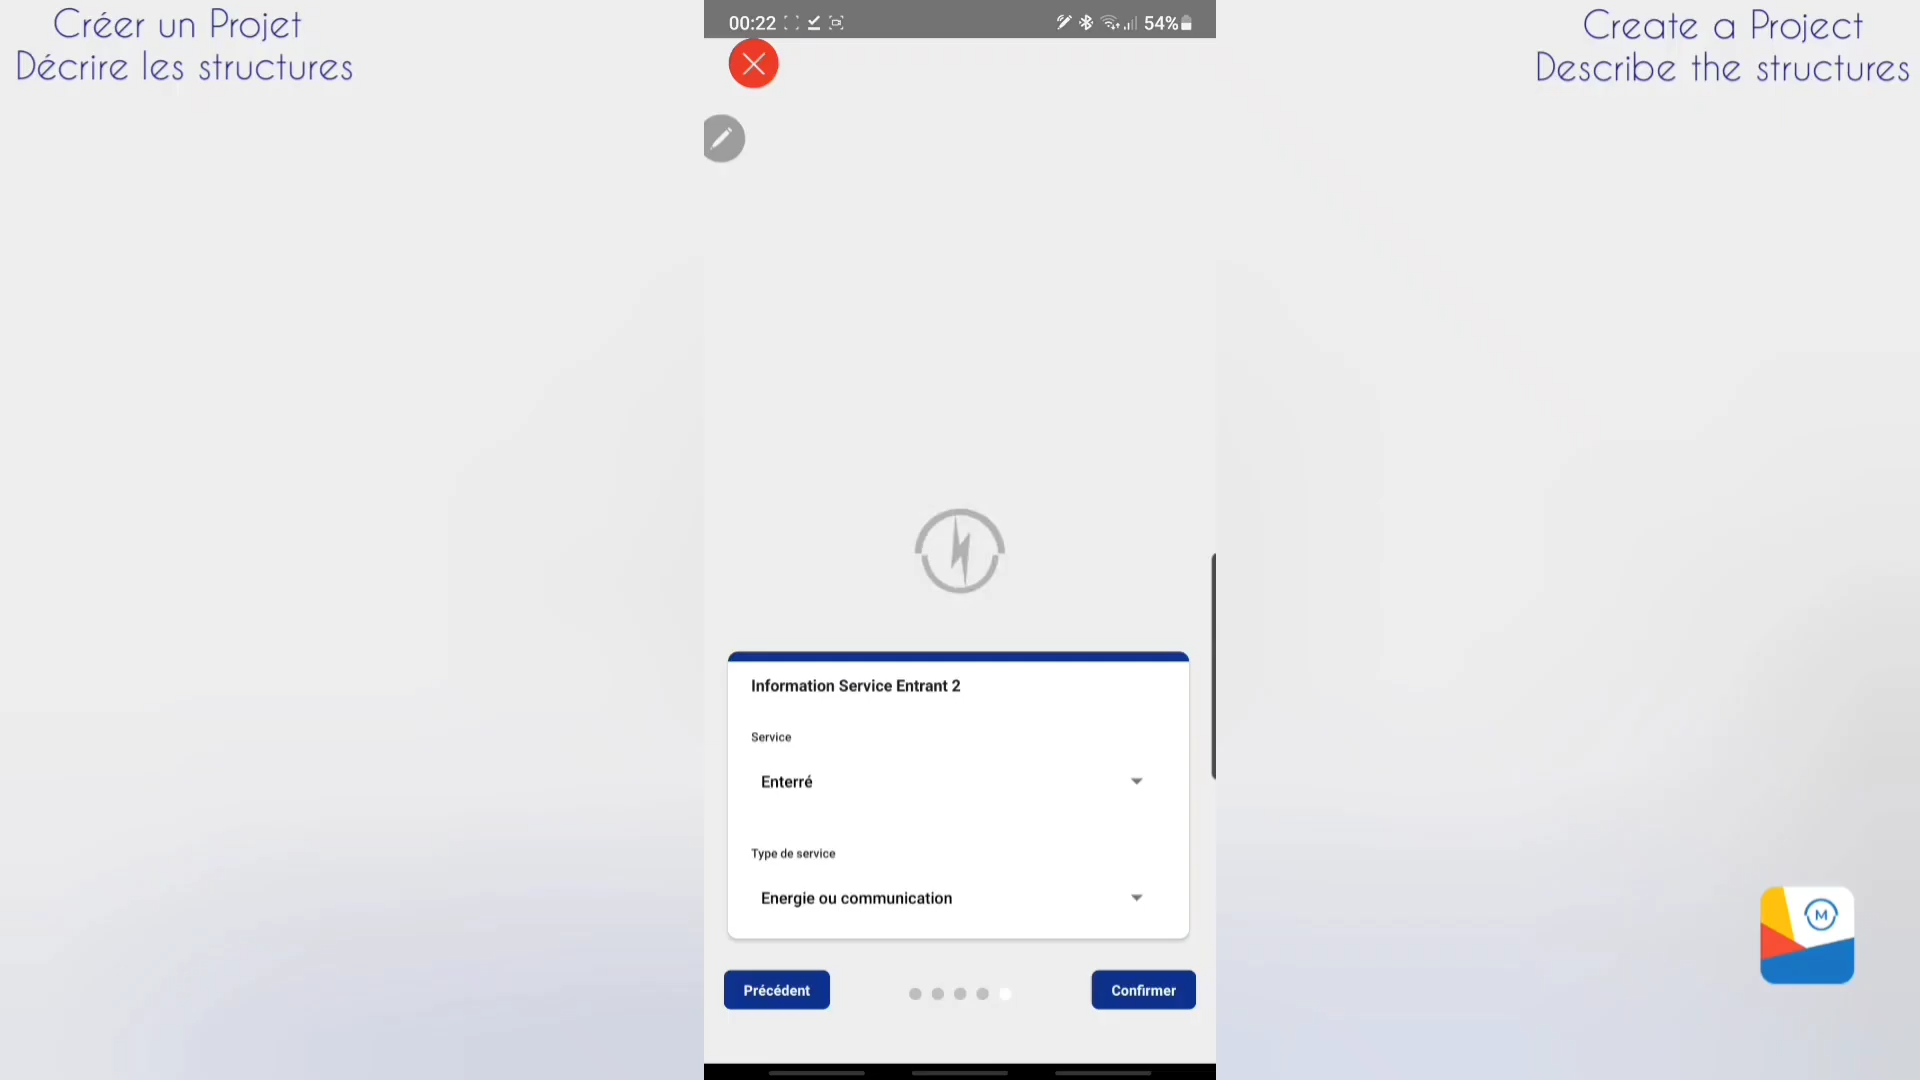 Créer un Projet
Décrire les structures
Create a Project
Describe the structures
00:22
54%
Information Service Entrant 2
Service
Enterré
Type de service
Energie ou communication
Précédent
Confirmer
M